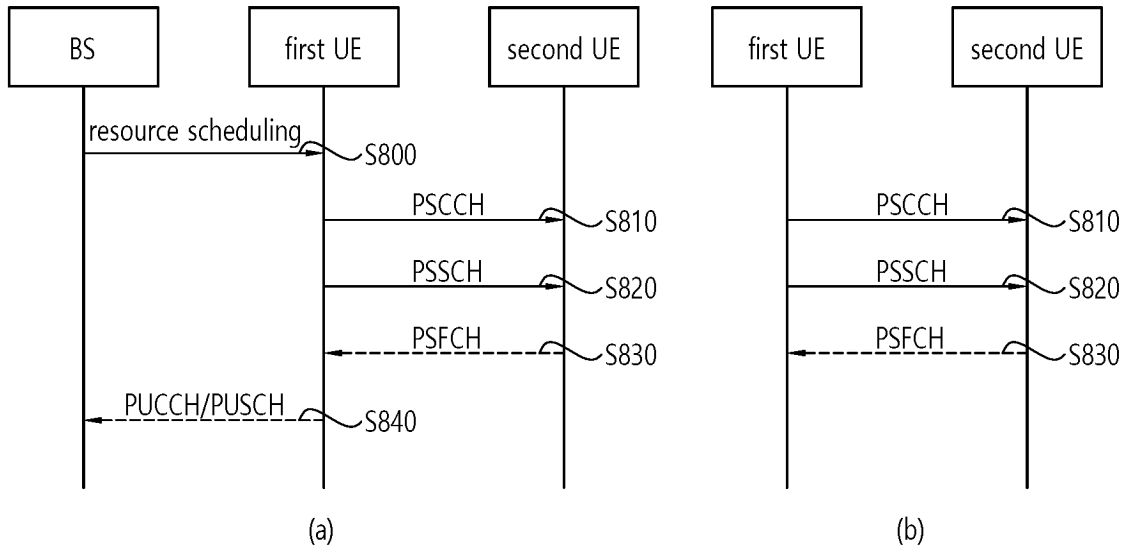 BS
first UE
second UE
first UE
second UE
resource scheduling
S800
PSCCH
S810
PSCCH
S810
PSSCH
S820
PSSCH
S820
PSFCH
S830
PSFCH
S830
PUCCH/PUSCH
S840
(a)
(b)